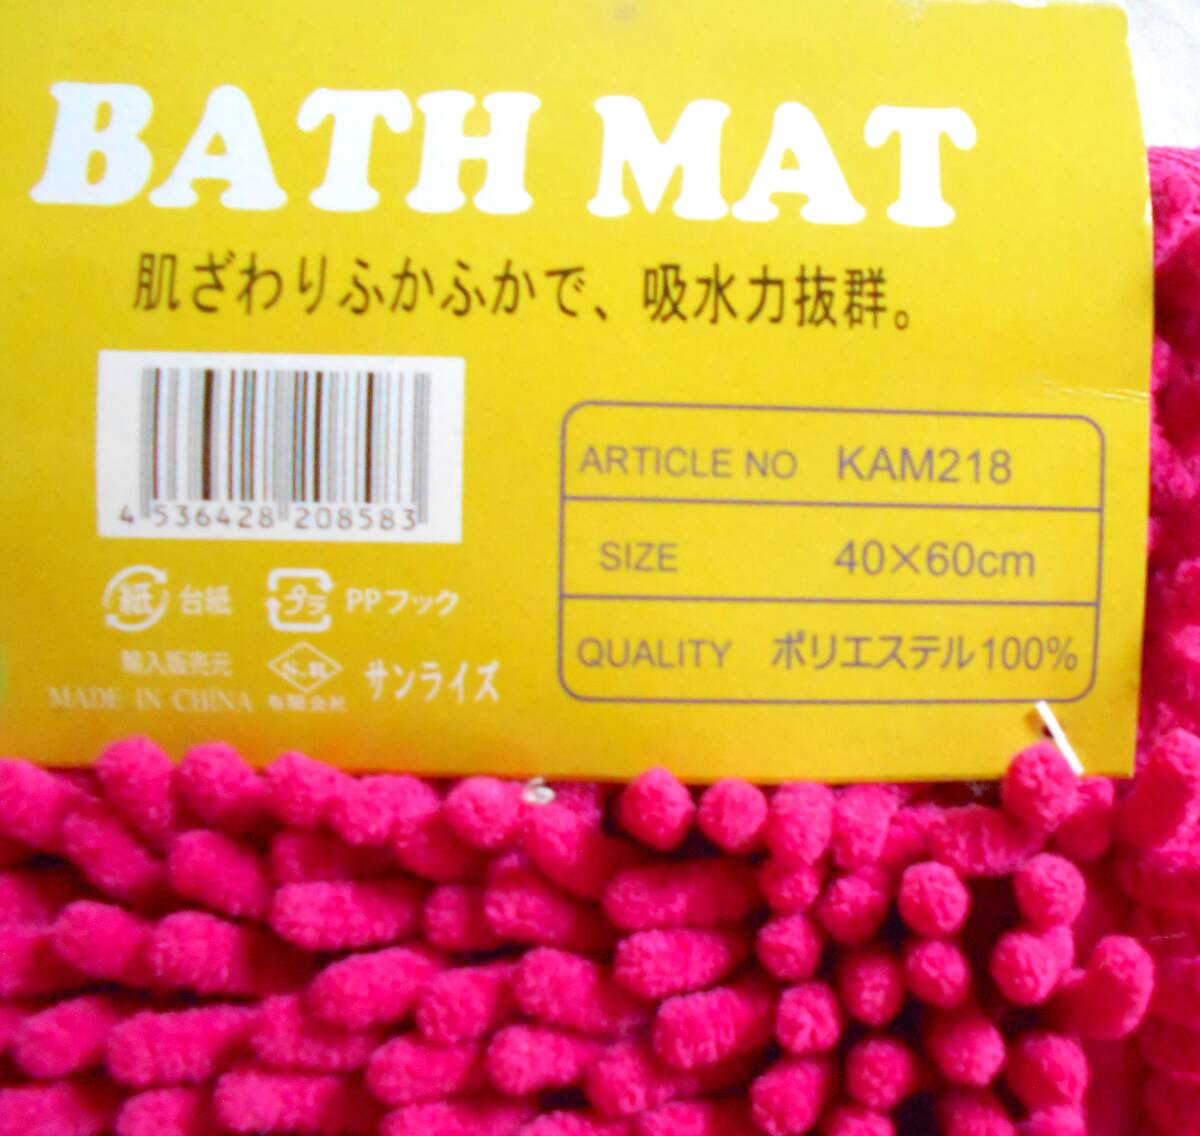 BATH MAT
肌ざわりふかふかで、吸水力抜群。
4 536428 208583
ARTICLE NO KAM218
SIZE 40×60cm
QUALITY ポリエステル100%
紙 台紙 プラ PPフック
輸入販売元 S.R 有限会社 サンライズ
MADE IN CHINA